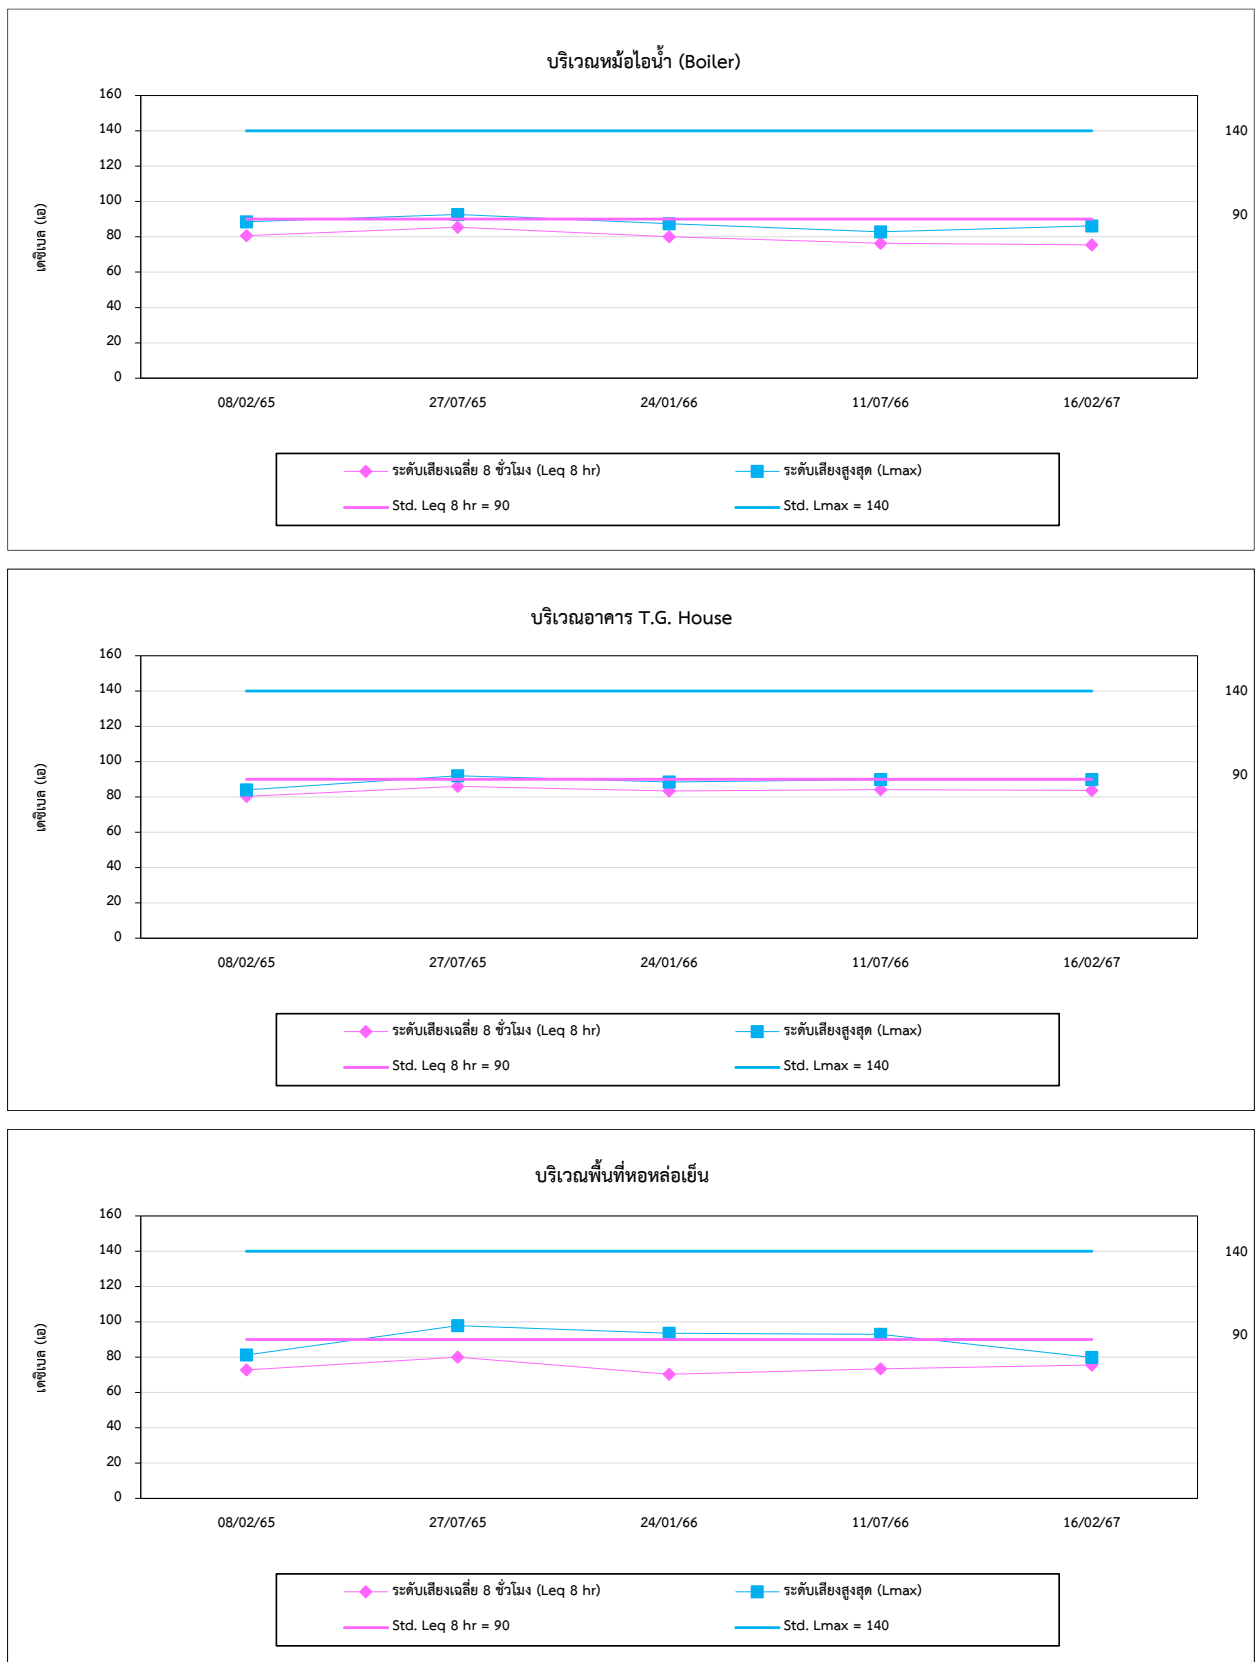 บริเวณหม้อไอน้ำ (Boiler)
160
140
140
120
100
90
80
60
40
20
0
เดซิเบล (เอ)
08/02/65 27/07/65 24/01/66 11/07/66 16/02/67
ระดับเสียงเฉลี่ย 8 ชั่วโมง (Leq 8 hr) ระดับเสียงสูงสุด (Lmax)
Std. Leq 8 hr = 90 Std. Lmax = 140
บริเวณอาคาร T.G. House
160
140
140
120
100
90
80
60
40
20
0
เดซิเบล (เอ)
08/02/65 27/07/65 24/01/66 11/07/66 16/02/67
ระดับเสียงเฉลี่ย 8 ชั่วโมง (Leq 8 hr) ระดับเสียงสูงสุด (Lmax)
Std. Leq 8 hr = 90 Std. Lmax = 140
บริเวณพื้นที่หอหล่อเย็น
160
140
140
120
100
90
80
60
40
20
0
เดซิเบล (เอ)
08/02/65 27/07/65 24/01/66 11/07/66 16/02/67
ระดับเสียงเฉลี่ย 8 ชั่วโมง (Leq 8 hr) ระดับเสียงสูงสุด (Lmax)
Std. Leq 8 hr = 90 Std. Lmax = 140